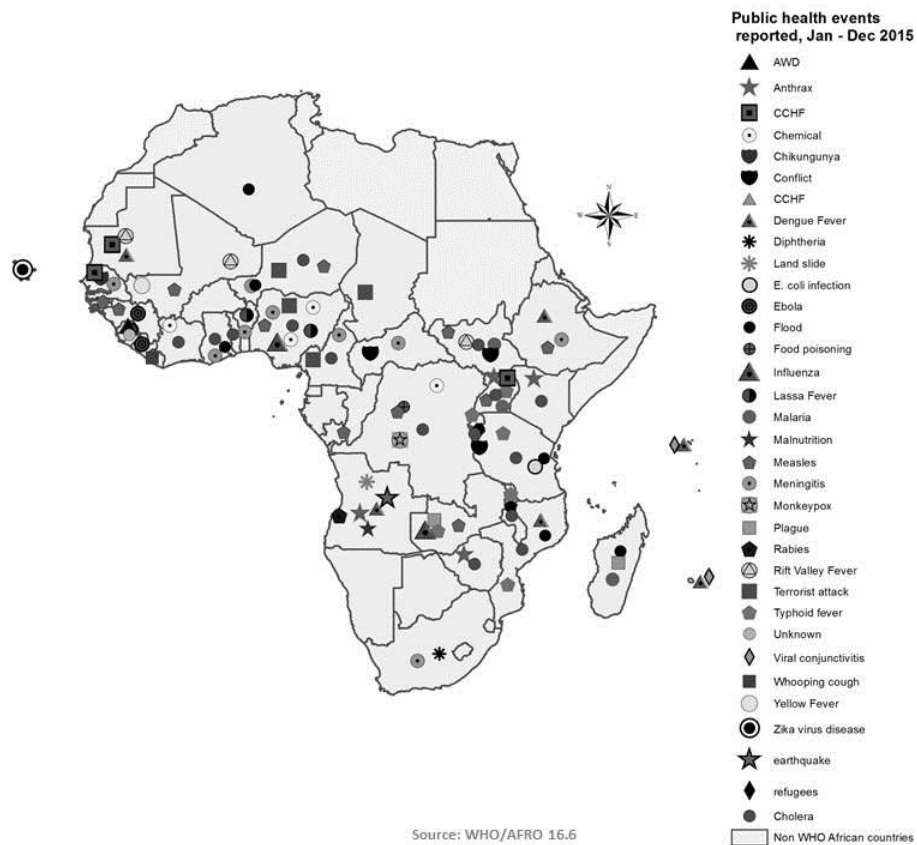 Public health events
reported, Jan - Dec 2015
AWD
Anthrax
CCHF
Chemical
Chikungunya
Conflict
CCHF
Dengue Fever
Diphtheria
Land slide
E. coli infection
Ebola
Flood
Food poisoning
Influenza
Lassa Fever
Malaria
Malnutrition
Measles
Meningitis
Monkeypox
Plague
Rabies
Rift Valley Fever
Terrorist attack
Typhoid fever
Unknown
Viral conjunctivitis
Whooping cough
Yellow Fever
Zika virus disease
earthquake
refugees
Cholera
Non WHO African countries
N
W
E
S
Source: WHO/AFRO 16.6